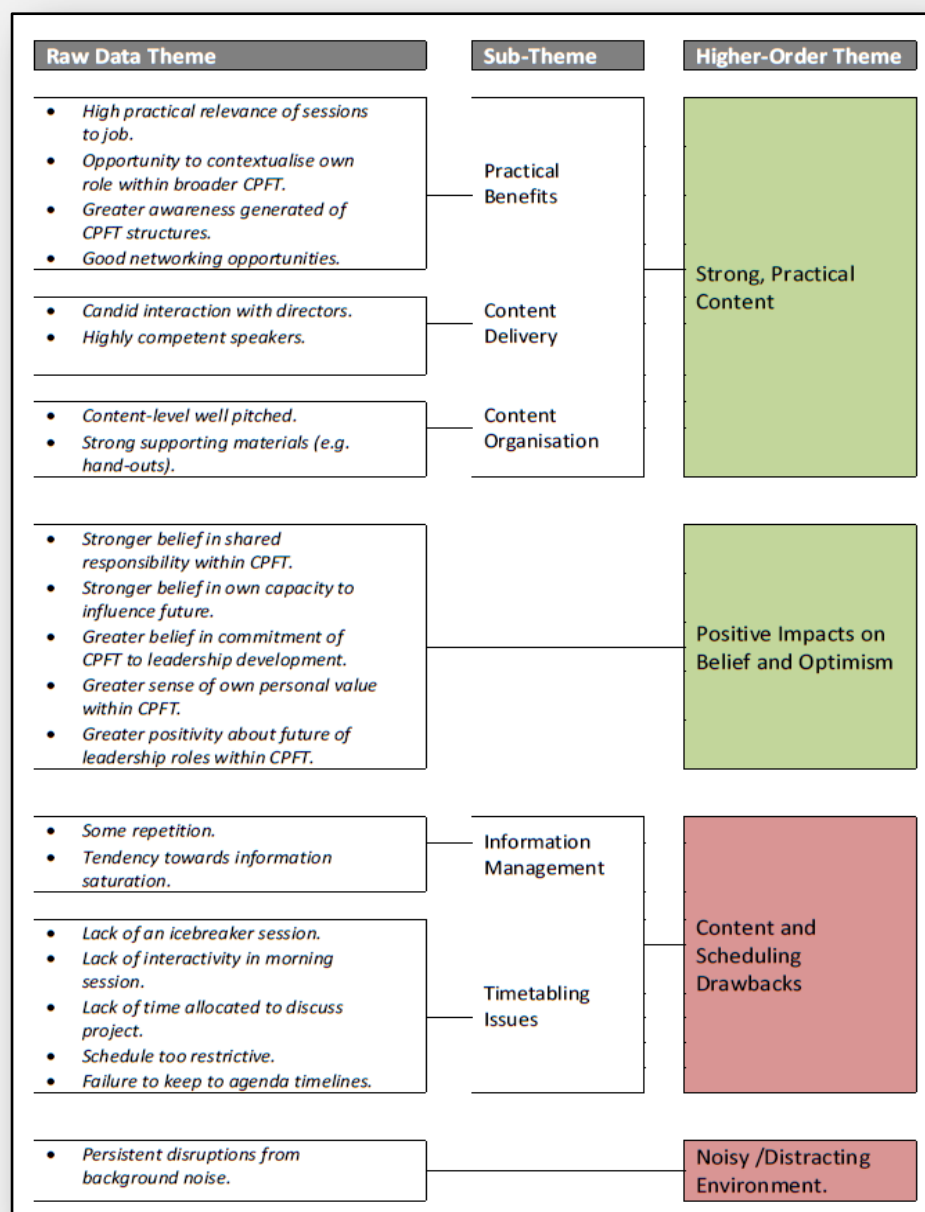 Raw Data Theme
Sub-Theme
Higher-Order Theme
• High practical relevance of sessions
to job.
• Opportunity to contextualise own
role within broader CPFT.
• Greater awareness generated of
CPFT structures.
• Good networking opportunities.
Practical
Benefits
• Candid interaction with directors.
• Highly competent speakers.
Content
Delivery
• Content-level well pitched.
• Strong supporting materials (e.g.
hand-outs).
Content
Organisation
Strong, Practical
Content
• Stronger belief in shared
responsibility within CPFT.
• Stronger belief in own capacity to
influence future.
• Greater belief in commitment of
CPFT to leadership development.
• Greater sense of own personal value
within CPFT.
• Greater positivity about future of
leadership roles within CPFT.
Positive Impacts on
Belief and Optimism
• Some repetition.
• Tendency towards information
saturation.
Information
Management
• Lack of an icebreaker session.
• Lack of interactivity in morning
session.
• Lack of time allocated to discuss
project.
• Schedule too restrictive.
• Failure to keep to agenda timelines.
Timetabling
Issues
Content and
Scheduling
Drawbacks
• Persistent disruptions from
background noise.
Noisy /Distracting
Environment.